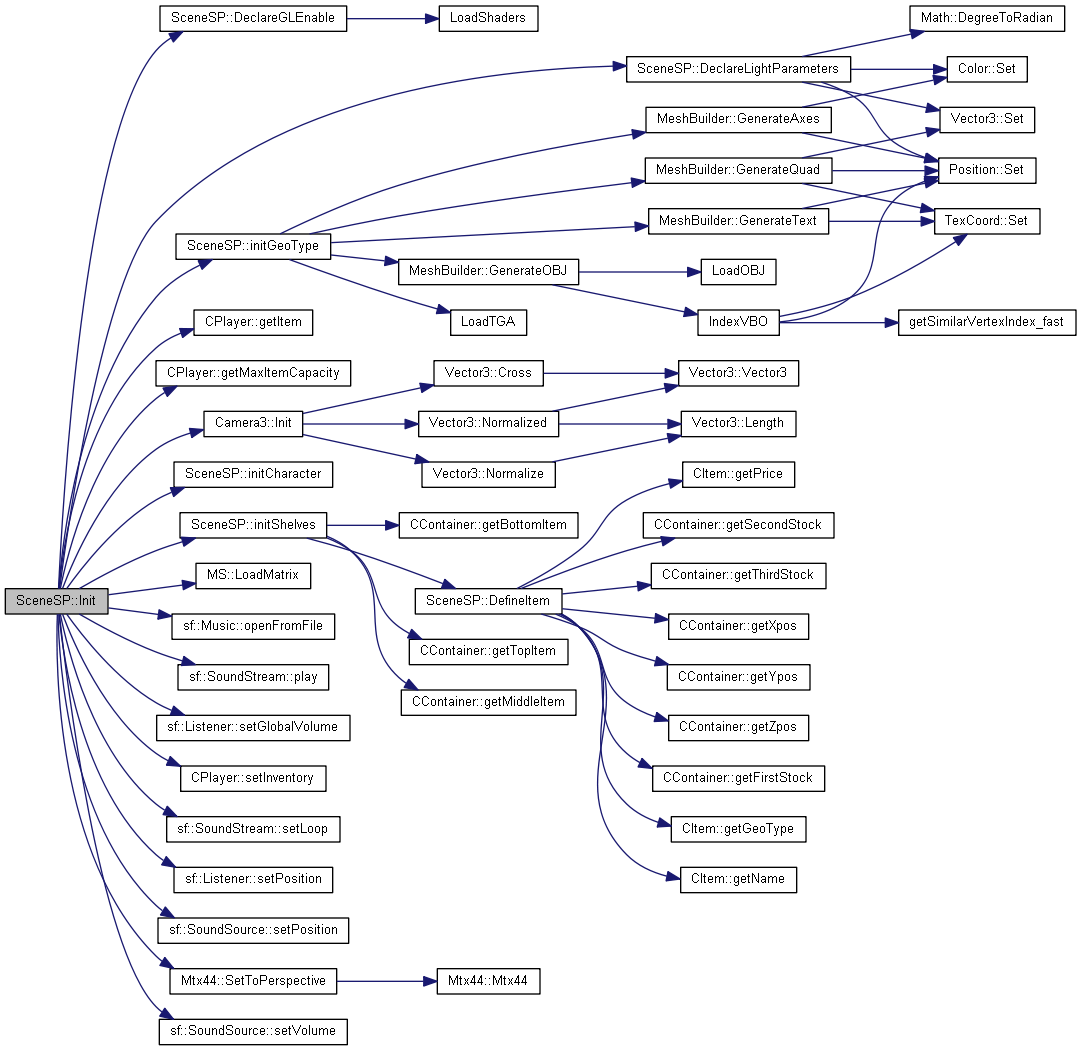 SceneSP::Init
SceneSP::DeclareGLEnable
LoadShaders
SceneSP::DeclareLightParameters
Math::DegreeToRadian
Color::Set
Vector3::Set
Position::Set
TexCoord::Set
MeshBuilder::GenerateAxes
MeshBuilder::GenerateQuad
MeshBuilder::GenerateText
SceneSP::initGeoType
MeshBuilder::GenerateOBJ
LoadOBJ
LoadTGA
IndexVBO
getSimilarVertexIndex_fast
CPlayer::getItem
CPlayer::getMaxItemCapacity
Camera3::Init
Vector3::Cross
Vector3::Vector3
Vector3::Normalized
Vector3::Length
Vector3::Normalize
SceneSP::initCharacter
SceneSP::initShelves
CContainer::getBottomItem
SceneSP::DefineItem
CContainer::getTopItem
CContainer::getMiddleItem
CItem::getPrice
CContainer::getSecondStock
CContainer::getThirdStock
CContainer::getXpos
CContainer::getYpos
CContainer::getZpos
CContainer::getFirstStock
CItem::getGeoType
CItem::getName
MS::LoadMatrix
sf::Music::openFromFile
sf::SoundStream::play
sf::Listener::setGlobalVolume
CPlayer::setInventory
sf::SoundStream::setLoop
sf::Listener::setPosition
sf::SoundSource::setPosition
Mtx44::SetToPerspective
Mtx44::Mtx44
sf::SoundSource::setVolume